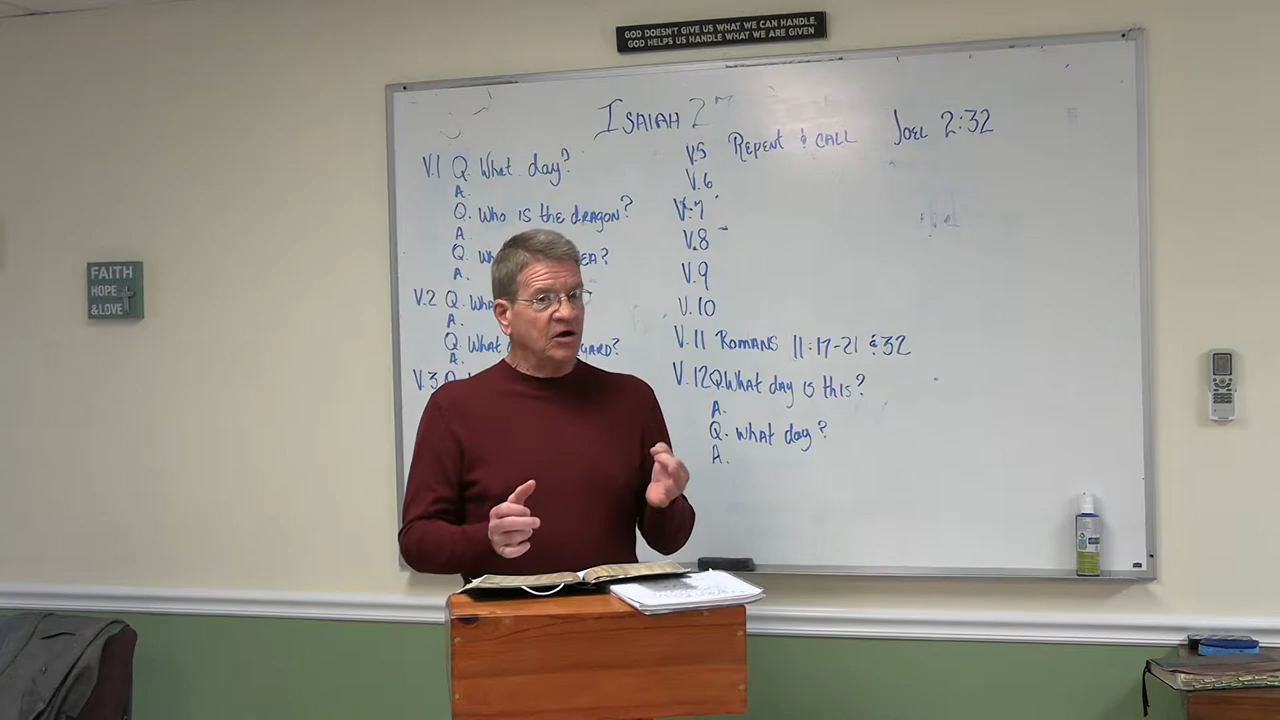 GOD DOESN'T GIVE US WHAT WE CAN HANDLE,
GOD HELPS US HANDLE WHAT WE ARE GIVEN
ISAIAH 27
V.1 Q. What day?
A.
Q. Who is the dragon?
A.
Q.
A.
V.2 Q.
A.
Q. What
A.
V.3 Q.
V.5 Repent & CALL Joel 2:32
V.6
V.7
V.8
V.9
V.10
V.11 Romans 11:17-21 & 32
V.12 Q. What day is this?
A.
Q. What day?
A.
FAITH
HOPE
& LOVE